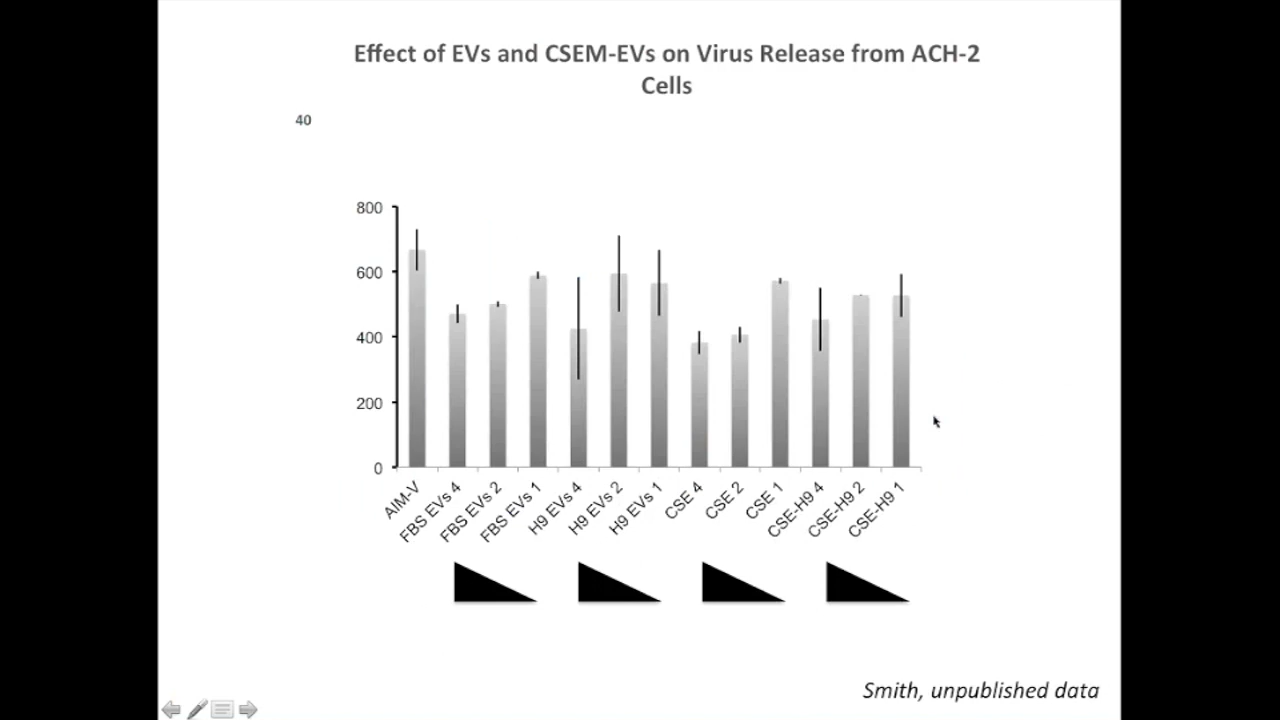 Effect of EVs and CSEM-EVs on Virus Release from ACH-2
Cells
40
800
600
400
200
0
AIM-V
FBS EVs 4
FBS EVs 2
FBS EVs 1
H9 EVs 4
H9 EVs 2
H9 EVs 1
CSE 4
CSE 2
CSE 1
CSE-H9 4
CSE-H9 2
CSE-H9 1
Smith, unpublished data